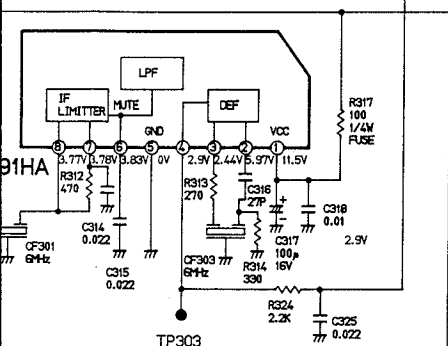 LPF
IF
LIMITTER
MUTE
DEF
GND
VCC
R317
100
1/4W
FUSE
8 7 6 5 4 3 2 1
3.77V 3.78V 3.83V 0V 2.9V 2.44V 5.97V 11.5V
91HA
R312
470
R313
270
C316
27P
C318
0.01
C314
0.022
CF301
6MHz
C315
0.022
CF303
6MHz
R314
330
C317
100μ
16V
2.9V
R324
2.2K
C325
0.022
TP303